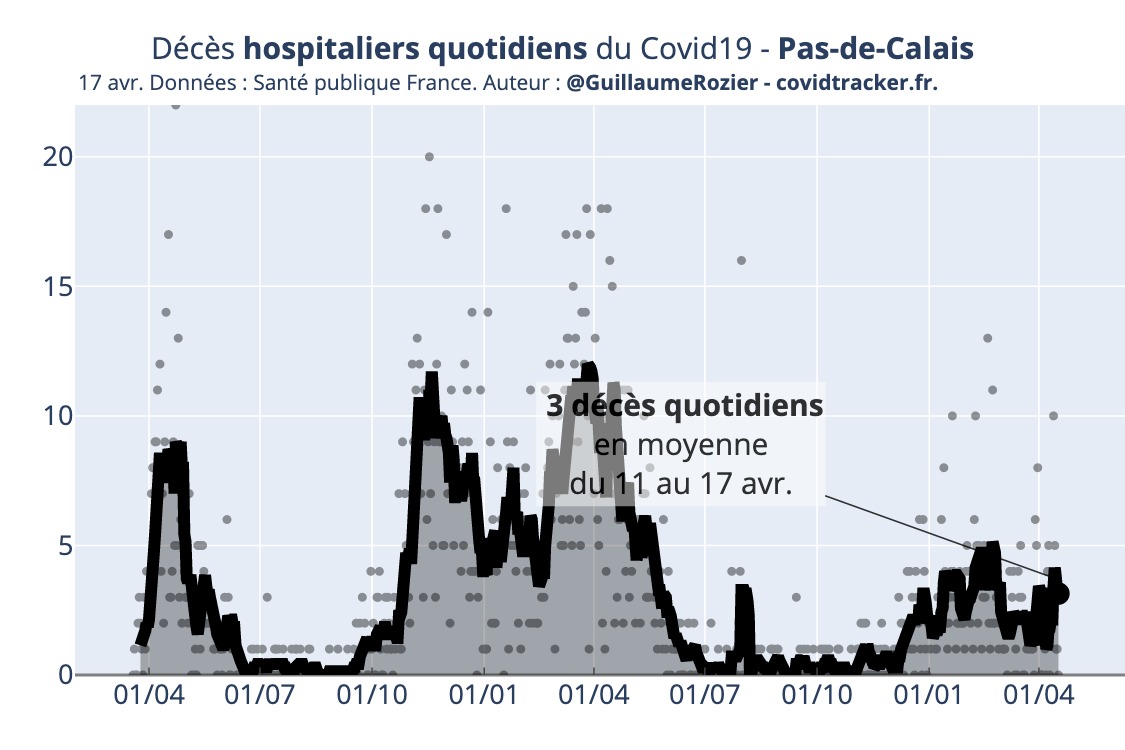 Décès hospitaliers quotidiens du Covid19 - Pas-de-Calais
17 avr. Données : Santé publique France. Auteur : @GuillaumeRozier - covidtracker.fr.
20
15
10
5
0
3 décès quotidiens
en moyenne
du 11 au 17 avr.
01/04 01/07 01/10 01/01 01/04 01/07 01/10 01/01 01/04